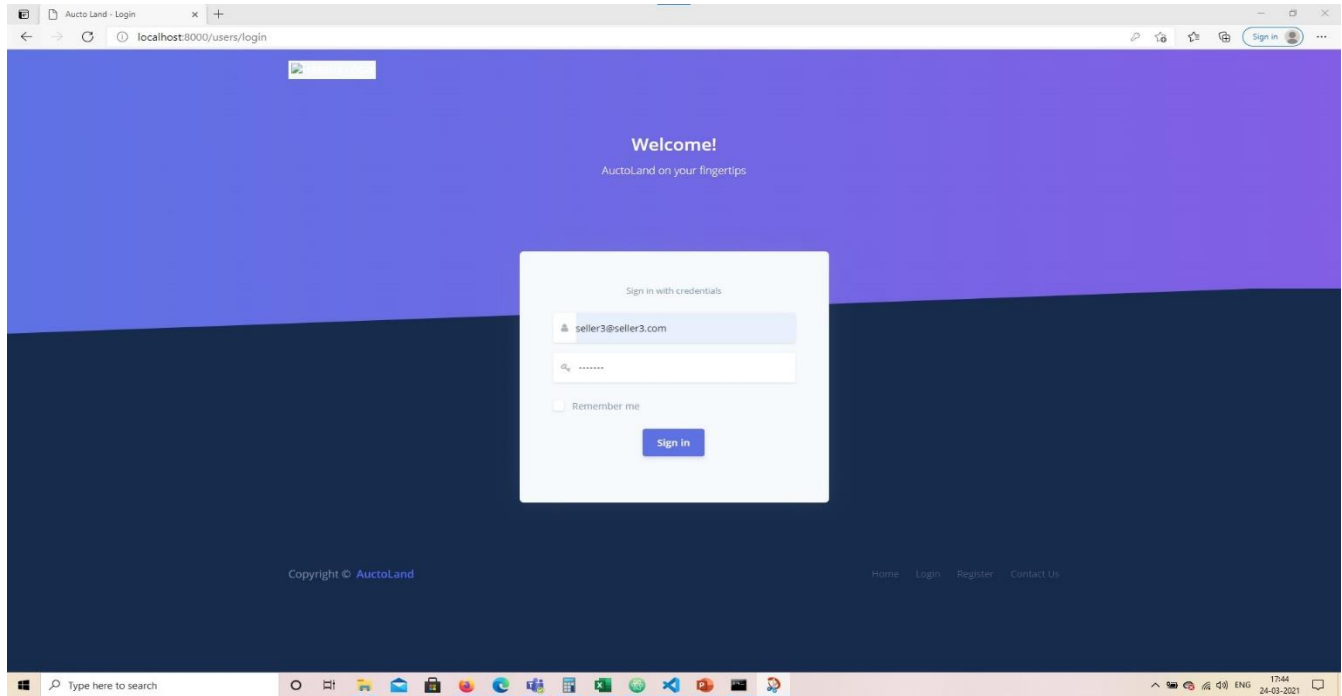 Aucto Land - Login
localhost:8000/users/login
Sign in
Welcome!
AuctoLand on your fingertips
Sign in with credentials
seller3@seller3.com
Remember me
Sign in
Copyright © AuctoLand
Home Login Register Contact Us
Type here to search
ENG
17:44
24-03-2021